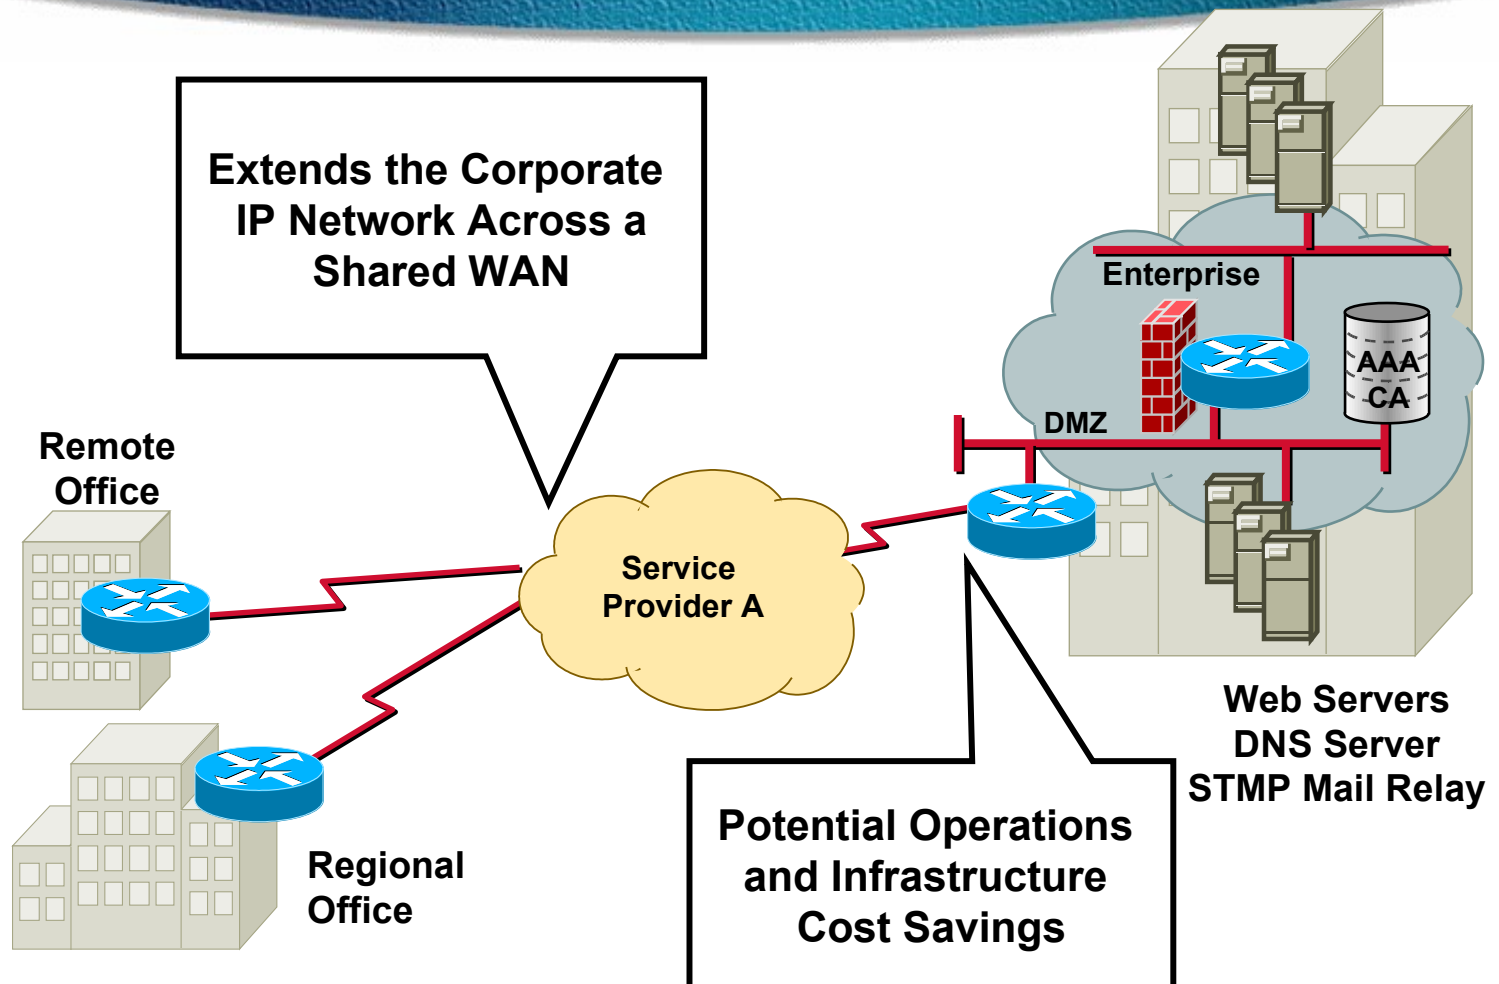 Extends the Corporate
IP Network Across a
Shared WAN
Enterprise
AAA
CA
DMZ
Remote
Office
Service
Provider A
Web Servers
DNS Server
STMP Mail Relay
Potential Operations
and Infrastructure
Cost Savings
Regional
Office